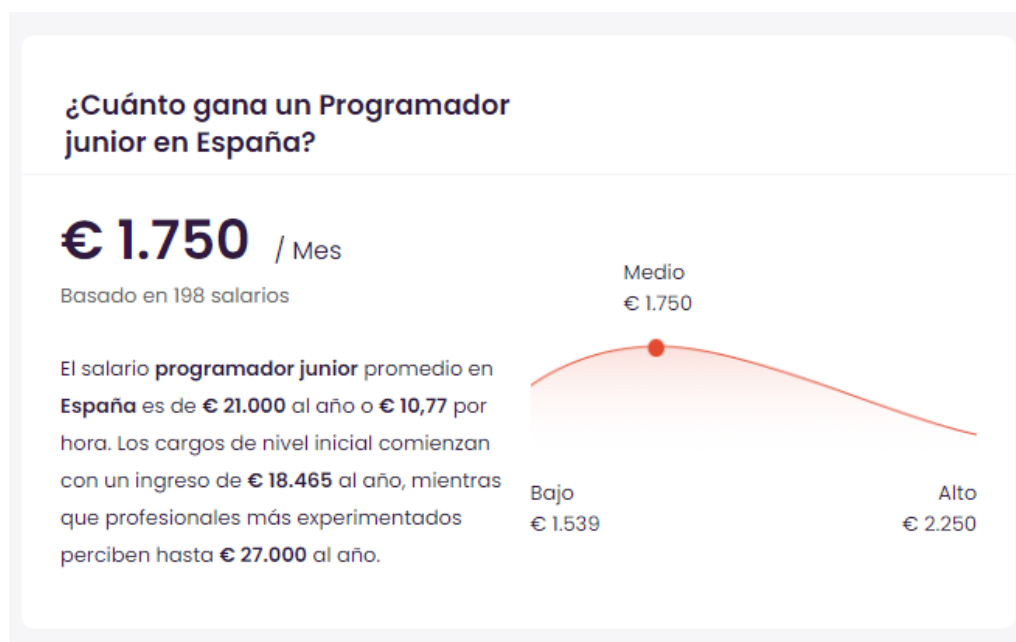 ¿Cuánto gana un Programador
junior en España?
€ 1.750 / Mes
Basado en 198 salarios
El salario programador junior promedio en
España es de € 21.000 al año o € 10,77 por
hora. Los cargos de nivel inicial comienzan
con un ingreso de € 18.465 al año, mientras
que profesionales más experimentados
perciben hasta € 27.000 al año.
Medio
€ 1.750
Bajo
€ 1.539
Alto
€ 2.250